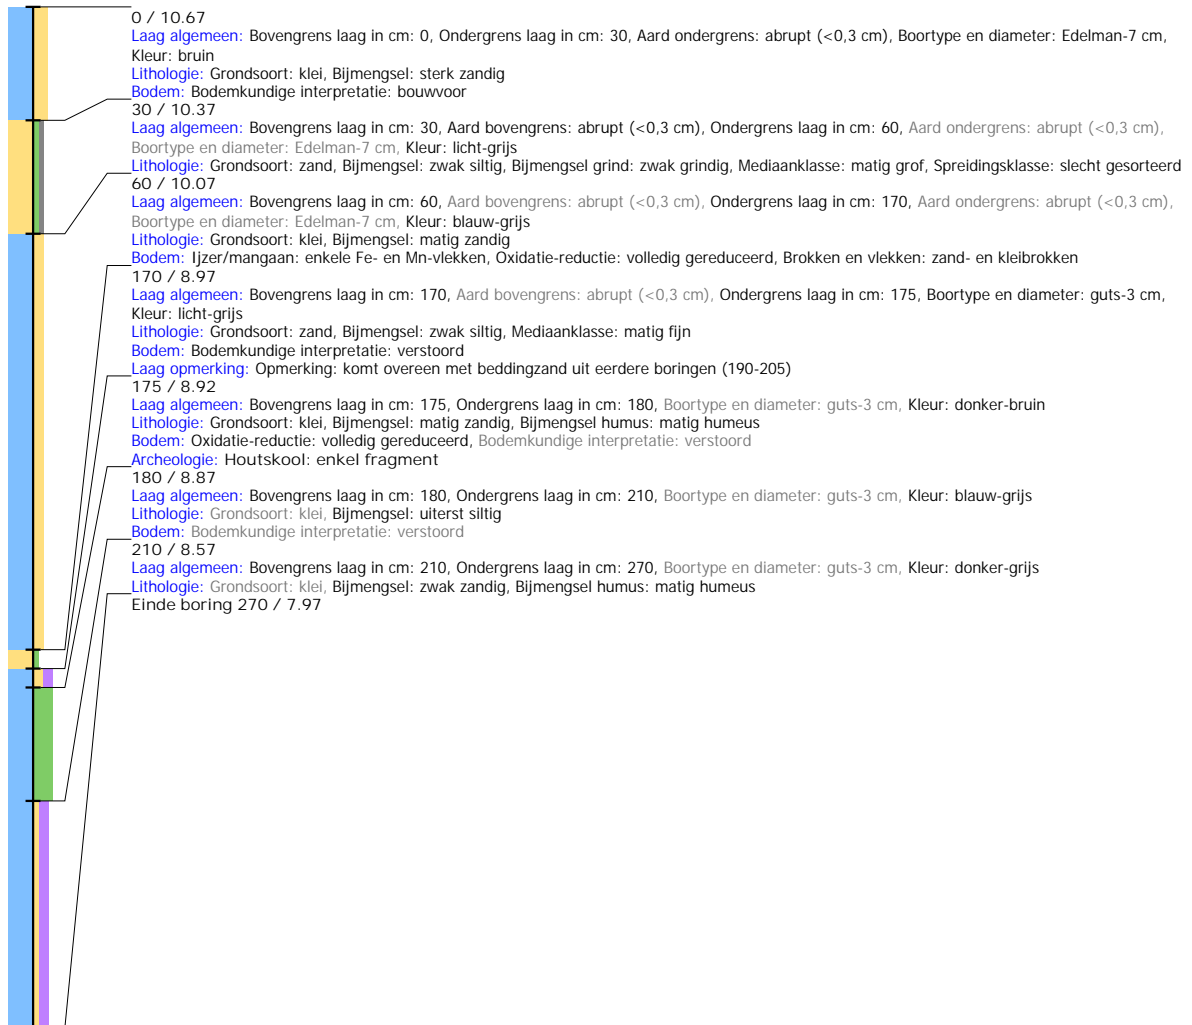 0 / 10.67
Laag algemeen: Bovengrens laag in cm: 0, Ondergrens laag in cm: 30, Aard ondergrens: abrupt (<0,3 cm), Boortype en diameter: Edelman-7 cm,
Kleur: bruin
Lithologie: Grondsoort: klei, Bijmengsel: sterk zandig
Bodem: Bodemkundige interpretatie: bouwvoor
30 / 10.37
Laag algemeen: Bovengrens laag in cm: 30, Aard bovengrens: abrupt (<0,3 cm), Ondergrens laag in cm: 60, Aard ondergrens: abrupt (<0,3 cm),
Boortype en diameter: Edelman-7 cm, Kleur: licht-grijs
Lithologie: Grondsoort: zand, Bijmengsel: zwak siltig, Bijmengsel grind: zwak grindig, Mediaanklasse: matig grof, Spreidingsklasse: slecht gesorteerd
60 / 10.07
Laag algemeen: Bovengrens laag in cm: 60, Aard bovengrens: abrupt (<0,3 cm), Ondergrens laag in cm: 170, Aard ondergrens: abrupt (<0,3 cm),
Boortype en diameter: Edelman-7 cm, Kleur: blauw-grijs
Lithologie: Grondsoort: klei, Bijmengsel: matig zandig
Bodem: Ijzer/mangaan: enkele Fe- en Mn-vlekken, Oxidatie-reductie: volledig gereduceerd, Brokken en vlekken: zand- en kleibrokken
170 / 8.97
Laag algemeen: Bovengrens laag in cm: 170, Aard bovengrens: abrupt (<0,3 cm), Ondergrens laag in cm: 175, Boortype en diameter: guts-3 cm,
Kleur: licht-grijs
Lithologie: Grondsoort: zand, Bijmengsel: zwak siltig, Mediaanklasse: matig fijn
Bodem: Bodemkundige interpretatie: verstoord
Laag opmerking: Opmerking: komt overeen met beddingzand uit eerdere boringen (190-205)
175 / 8.92
Laag algemeen: Bovengrens laag in cm: 175, Ondergrens laag in cm: 180, Boortype en diameter: guts-3 cm, Kleur: donker-bruin
Lithologie: Grondsoort: klei, Bijmengsel: matig zandig, Bijmengsel humus: matig humeus
Bodem: Oxidatie-reductie: volledig gereduceerd, Bodemkundige interpretatie: verstoord
Archeologie: Houtskool: enkel fragment
180 / 8.87
Laag algemeen: Bovengrens laag in cm: 180, Ondergrens laag in cm: 210, Boortype en diameter: guts-3 cm, Kleur: blauw-grijs
Lithologie: Grondsoort: klei, Bijmengsel: uiterst siltig
Bodem: Bodemkundige interpretatie: verstoord
210 / 8.57
Laag algemeen: Bovengrens laag in cm: 210, Ondergrens laag in cm: 270, Boortype en diameter: guts-3 cm, Kleur: donker-grijs
Lithologie: Grondsoort: klei, Bijmengsel: zwak zandig, Bijmengsel humus: matig humeus
Einde boring 270 / 7.97